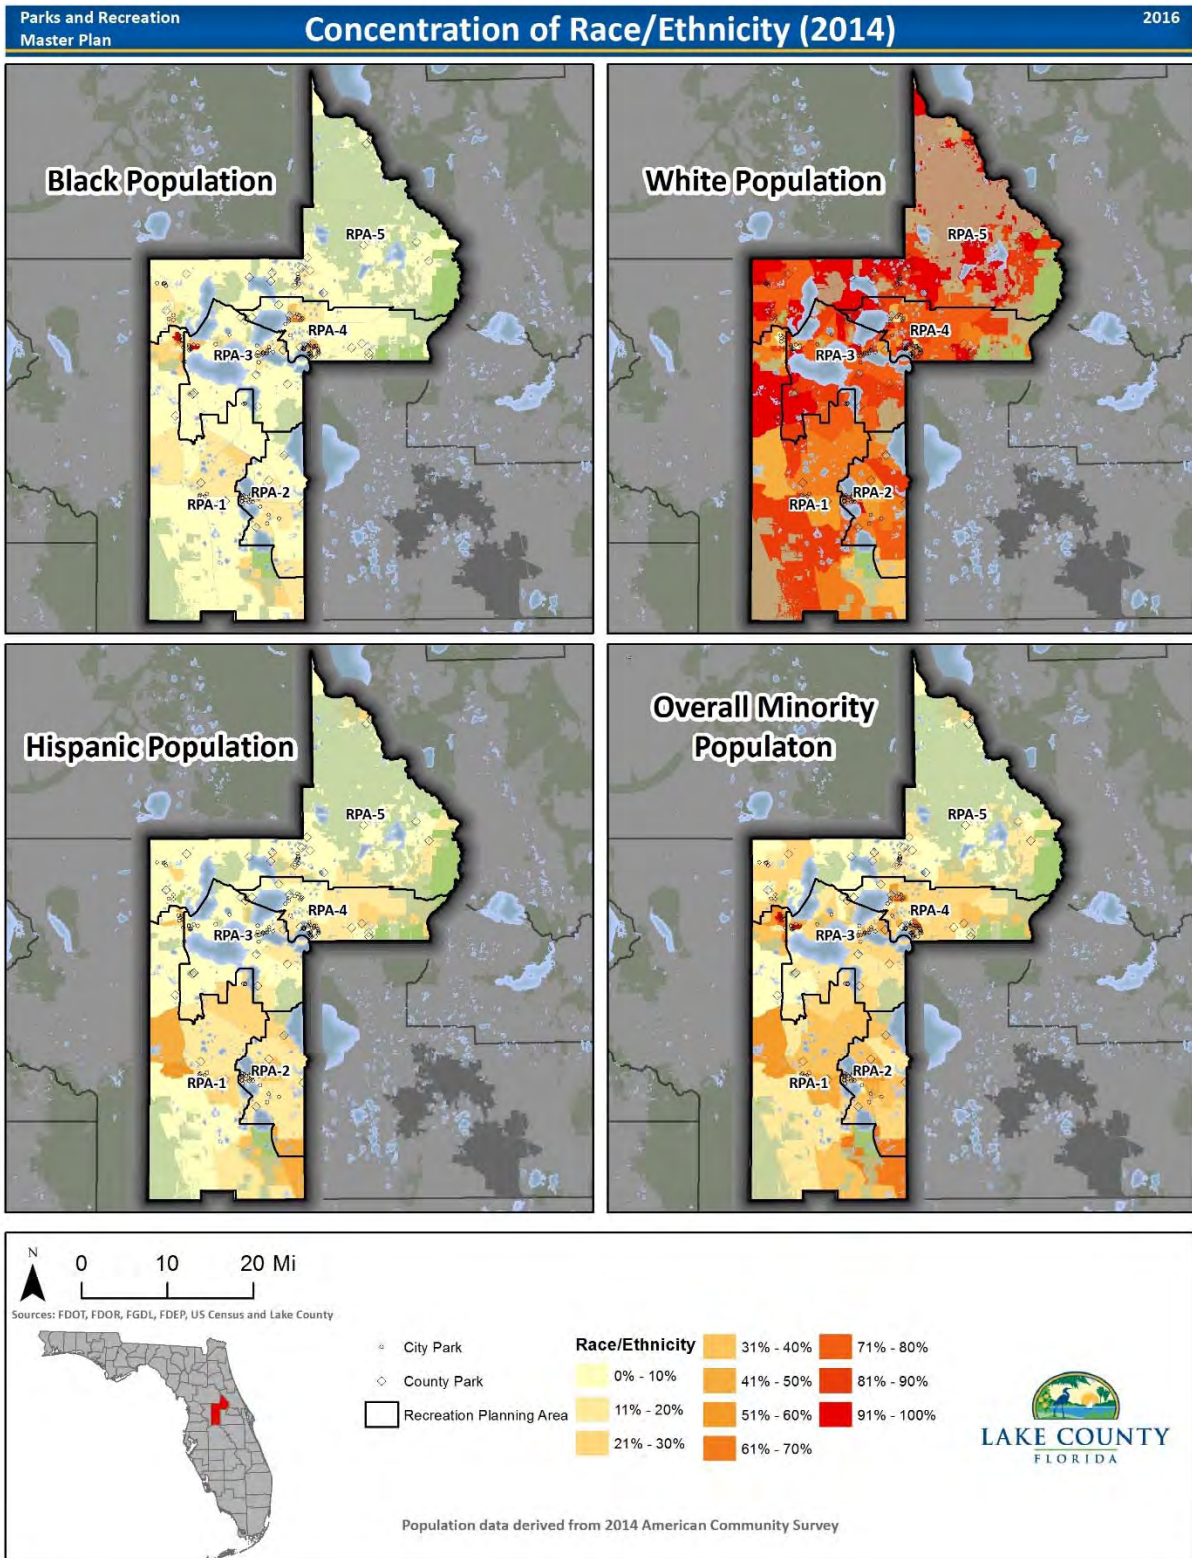 Parks and Recreation
Master Plan
Concentration of Race/Ethnicity (2014)
2016
Black Population
RPA-5
RPA-4
RPA-3
RPA-2
RPA-1
White Population
RPA-5
RPA-4
RPA-3
RPA-2
RPA-1
Hispanic Population
RPA-5
RPA-4
RPA-3
RPA-2
RPA-1
Overall Minority
Populaton
RPA-5
RPA-4
RPA-3
RPA-2
RPA-1
N
0 10 20 Mi
Sources: FDOT, FDOR, FGDL, FDEP, US Census and Lake County
City Park
County Park
Recreation Planning Area
Race/Ethnicity
0% - 10%
11% - 20%
21% - 30%
31% - 40%
41% - 50%
51% - 60%
61% - 70%
71% - 80%
81% - 90%
91% - 100%
LAKE COUNTY
FLORIDA
Population data derived from 2014 American Community Survey